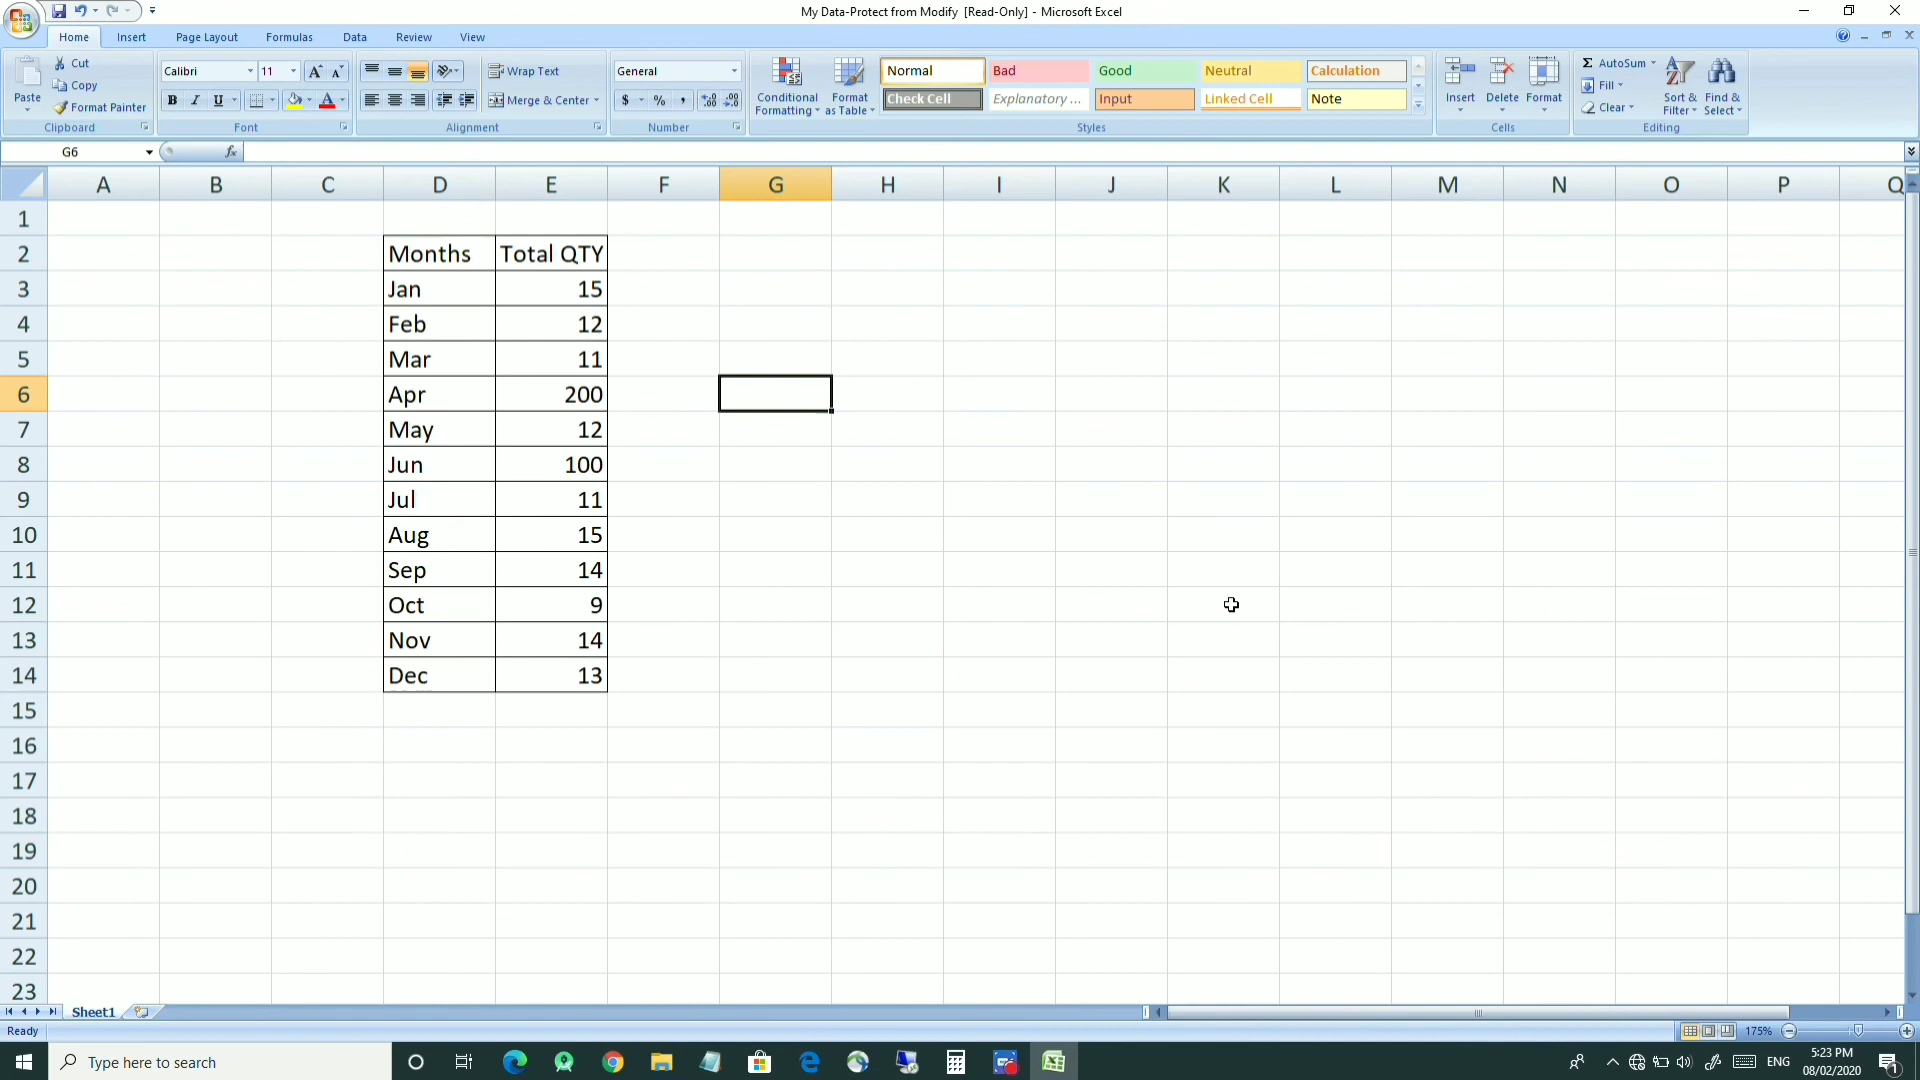 My Data-Protect from Modify [Read-Only] - Microsoft Excel
Home Insert Page Layout Formulas Data Review View
Paste Cut Copy Format Painter Clipboard
Calibri 11 B I U Font
Wrap Text Merge & Center Alignment
General $ % , Number
Conditional Formatting Format as Table
Normal Bad Good Neutral Calculation
Check Cell Explanatory ... Input Linked Cell Note
Styles
Insert Delete Format Cells
Σ AutoSum Fill Clear Sort & Filter Find & Select Editing
G6 fx
A B C D E F G H I J K L M N O P Q
1
2 Months Total QTY
3 Jan 15
4 Feb 12
5 Mar 11
6 Apr 200
7 May 12
8 Jun 100
9 Jul 11
10 Aug 15
11 Sep 14
12 Oct 9
13 Nov 14
14 Dec 13
15
16
17
18
19
20
21
22
23
Sheet1
Ready 175%
Type here to search ENG 5:23 PM
08/02/2020 1